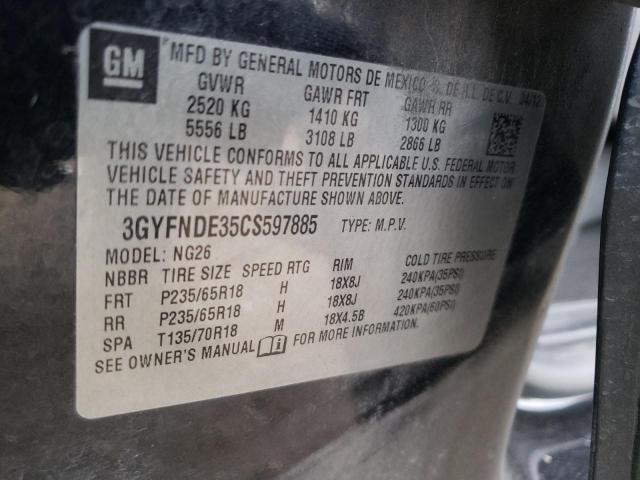 GM
MFD BY GENERAL MOTORS DE MEXICO S. DE R.L. DE C.V. 04/12
GVWR GAWR FRT GAWR RR
2520 KG 1410 KG 1300 KG
5556 LB 3108 LB 2866 LB
THIS VEHICLE CONFORMS TO ALL APPLICABLE U.S. FEDERAL MOTOR
VEHICLE SAFETY AND THEFT PREVENTION STANDARDS IN EFFECT ON
THE DATE OF MANUFACTURE SHOWN ABOVE.
3GYFNDE35CS597885 TYPE: M.P.V.
MODEL: NG26
NBBR TIRE SIZE SPEED RTG RIM COLD TIRE PRESSURE
FRT P235/65R18 H 18X8J 240KPA(35PSI)
RR P235/65R18 H 18X8J 240KPA(35PSI)
SPA T135/70R18 M 18X4.5B 420KPA(60PSI)
SEE OWNER'S MANUAL FOR MORE INFORMATION.